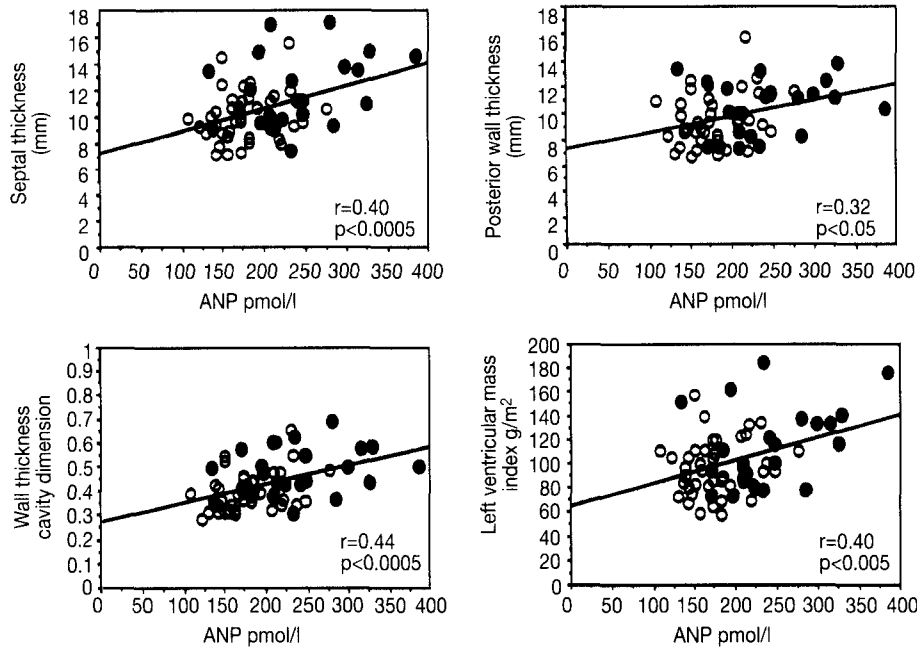 Septal thickness
(mm)
18
16
14
12
10
8
6
4
2
0
r=0.40
p<0.0005
0 50 100 150 200 250 300 350 400
ANP pmol/l
Posterior wall thickness
(mm)
18
16
14
12
10
8
6
4
2
0
r=0.32
p<0.05
0 50 100 150 200 250 300 350 400
ANP pmol/l
Wall thickness
cavity dimension
1
0.9
0.8
0.7
0.6
0.5
0.4
0.3
0.2
0.1
0
r=0.44
p<0.0005
0 50 100 150 200 250 300 350 400
ANP pmol/l
Left ventricular mass
index g/m²
200
180
160
140
120
100
80
60
40
20
0
r=0.40
p<0.005
0 50 100 150 200 250 300 350 400
ANP pmol/l